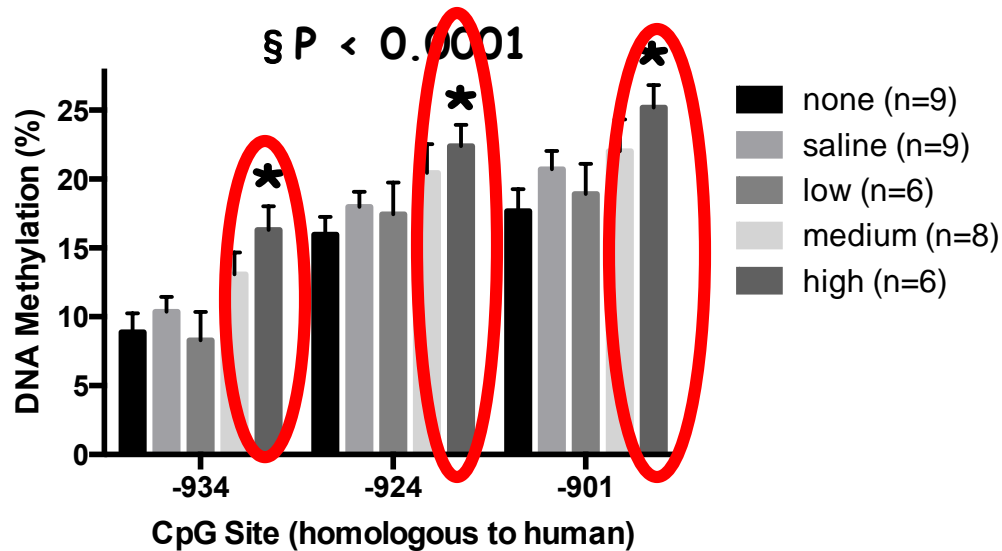 § P < 0.0001
DNA Methylation (%)
25
20
15
10
5
0
-934
-924
-901
CpG Site (homologous to human)
none (n=9)
saline (n=9)
low (n=6)
medium (n=8)
high (n=6)